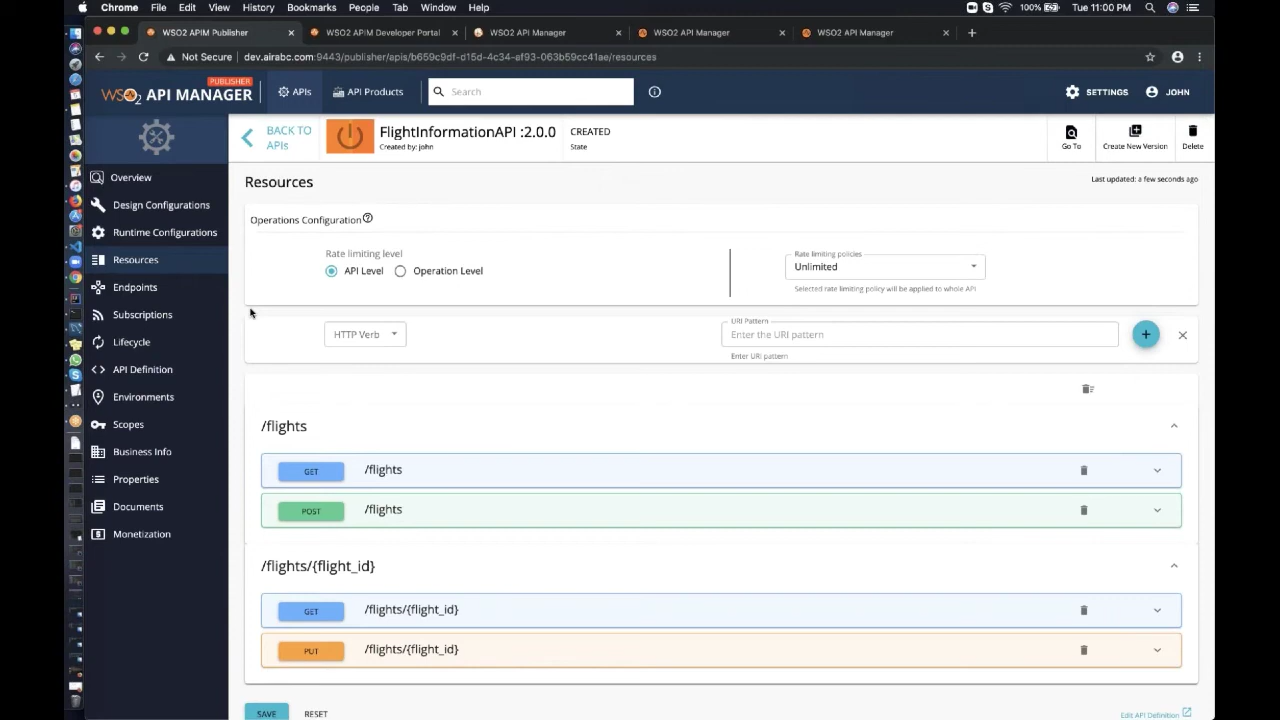 Chrome File Edit View History Bookmarks People Tab Window Help 100% Tue 11:00 PM
WSO2 APIM Publisher WSO2 APIM Developer Portal WSO2 API Manager WSO2 API Manager WSO2 API Manager
Not Secure dev.airabc.com:9443/publisher/apis/b659c9df-d15d-4c34-af93-063b59cc41ae/resources
PUBLISHER
WSO2 API MANAGER APIs API Products Search SETTINGS JOHN
BACK TO APIs
FlightInformationAPI :2.0.0
Created by: john
CREATED
State
Go To
Create New Version
Delete
Overview
Design Configurations
Runtime Configurations
Resources
Endpoints
Subscriptions
Lifecycle
API Definition
Environments
Scopes
Business Info
Properties
Documents
Monetization
Resources
Last updated: a few seconds ago
Operations Configuration
Rate limiting level
API Level Operation Level
Rate limiting policies
Unlimited
Selected rate limiting policy will be applied to whole API
HTTP Verb
URI Pattern
Enter the URI pattern
Enter URI pattern
/flights
GET /flights
POST /flights
/flights/{flight_id}
GET /flights/{flight_id}
PUT /flights/{flight_id}
SAVE RESET
Edit API Definition